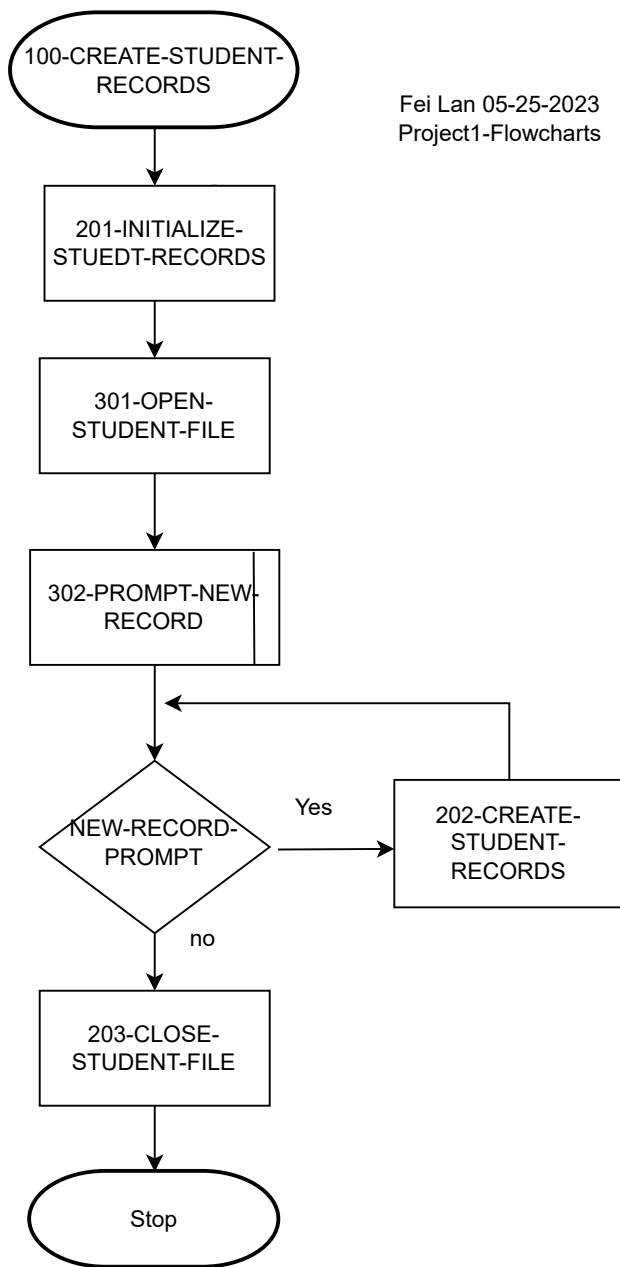 100-CREATE-STUDENT-
RECORDS
Fei Lan 05-25-2023
Project1-Flowcharts
201-INITIALIZE-
STUEDT-RECORDS
301-OPEN-
STUDENT-FILE
302-PROMPT-NEW-
RECORD
NEW-RECORD-
PROMPT
Yes
202-CREATE-
STUDENT-
RECORDS
no
203-CLOSE-
STUDENT-FILE
Stop